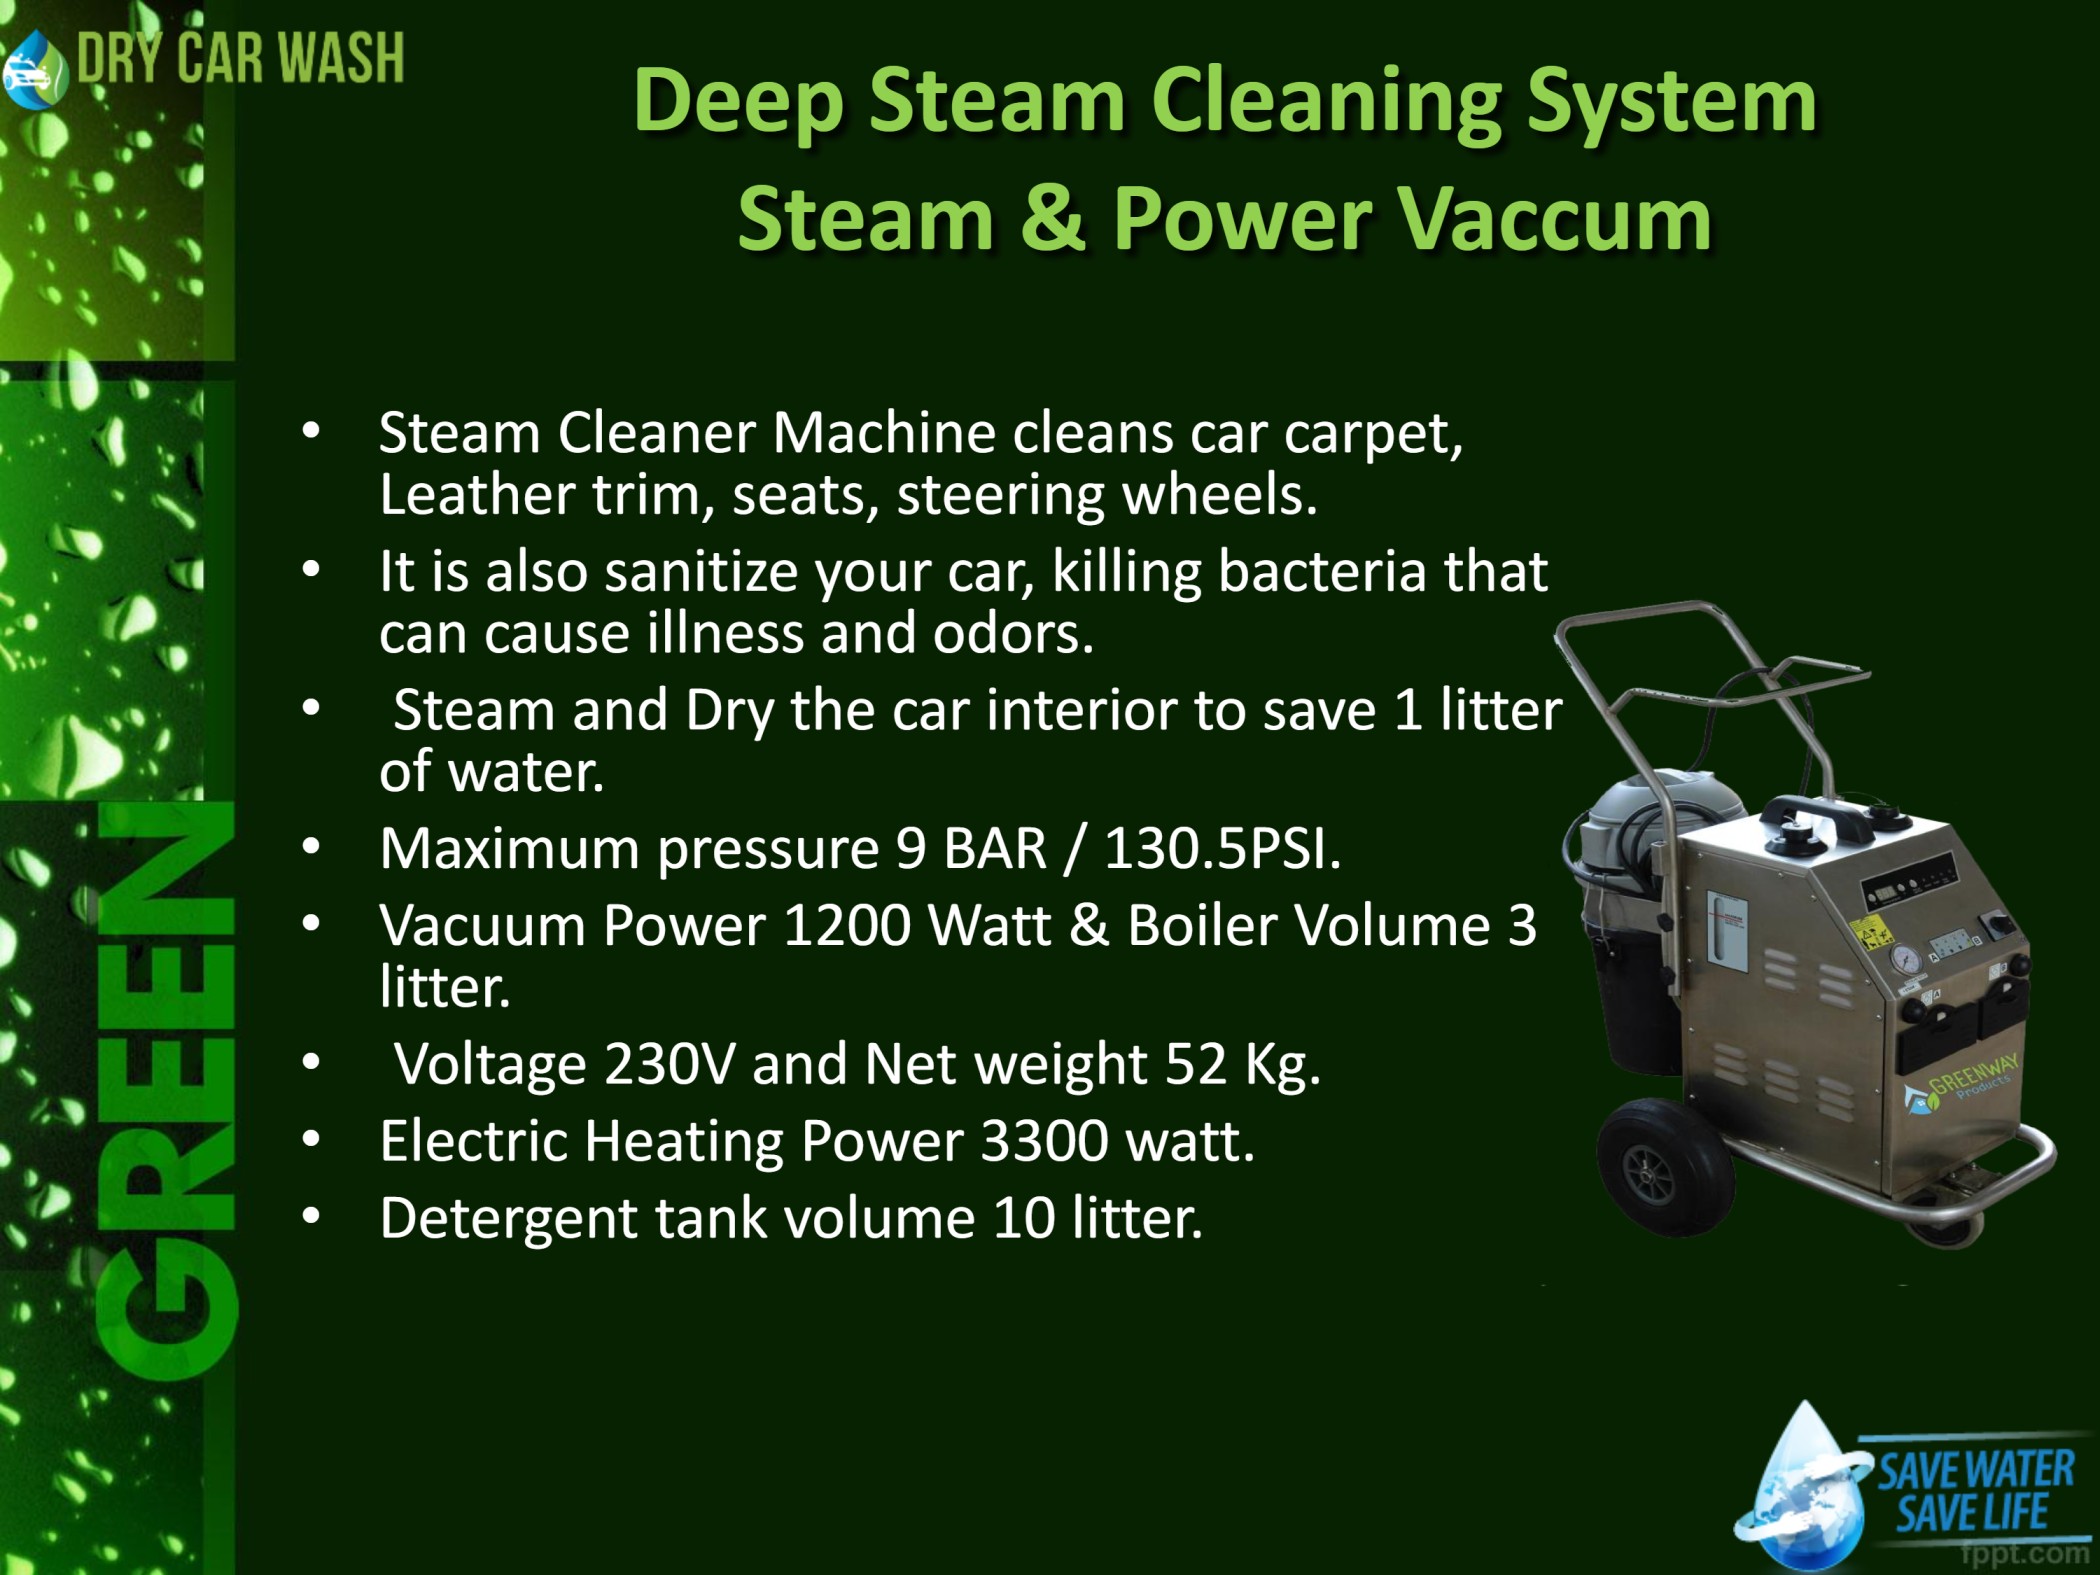 DRY CAR WASH
Deep Steam Cleaning System
Steam & Power Vaccum
• Steam Cleaner Machine cleans car carpet,
Leather trim, seats, steering wheels.
• It is also sanitize your car, killing bacteria that
can cause illness and odors.
• Steam and Dry the car interior to save 1 litter
of water.
• Maximum pressure 9 BAR / 130.5PSI.
• Vacuum Power 1200 Watt & Boiler Volume 3
litter.
• Voltage 230V and Net weight 52 Kg.
• Electric Heating Power 3300 watt.
• Detergent tank volume 10 litter.
GREEN
GREENWAY
Products
SAVE WATER
SAVE LIFE
fppt.com